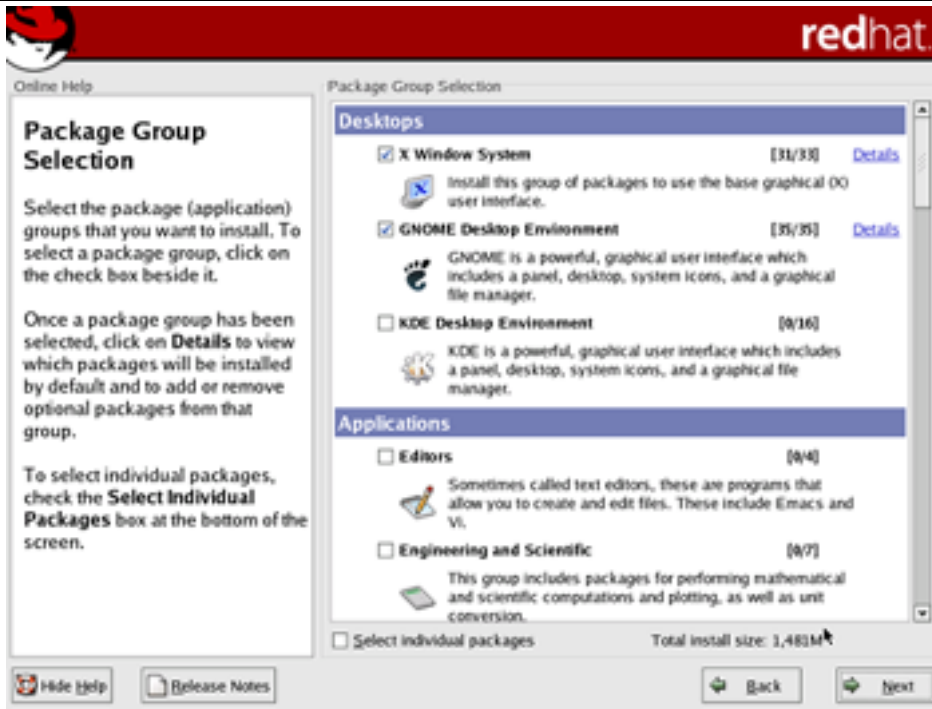 redhat.
Online Help
Package Group
Selection
Select the package (application)
groups that you want to install. To
select a package group, click on
the check box beside it.
Once a package group has been
selected, click on Details to view
which packages will be installed
by default and to add or remove
optional packages from that
group.
To select individual packages,
check the Select Individual
Packages box at the bottom of the
screen.
Package Group Selection
Desktops
X Window System [31/33] Details
Install this group of packages to use the base graphical (X)
user interface.
GNOME Desktop Environment [35/35] Details
GNOME is a powerful, graphical user interface which
includes a panel, desktop, system icons, and a graphical
file manager.
KDE Desktop Environment [0/16]
KDE is a powerful, graphical user interface which includes
a panel, desktop, system icons, and a graphical file
manager.
Applications
Editors [0/4]
Sometimes called text editors, these are programs that
allow you to create and edit files. These include Emacs and
Vi.
Engineering and Scientific [0/7]
This group includes packages for performing mathematical
and scientific computations and plotting, as well as unit
conversion.
Select individual packages Total install size: 1,481M
Hide Help Release Notes Back Next